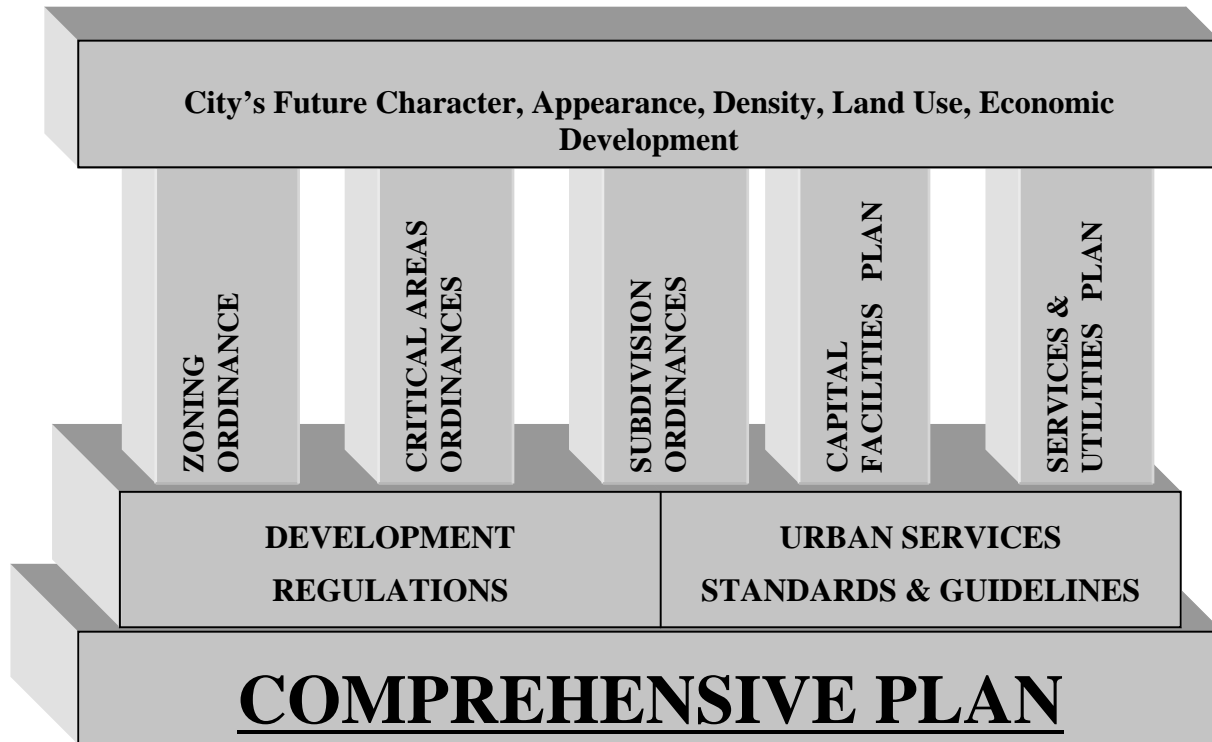 City's Future Character, Appearance, Density, Land Use, Economic
Development
ZONING
ORDINANCE
CRITICAL AREAS
ORDINANCES
SUBDIVISION
ORDINANCES
CAPITAL
FACILITIES PLAN
SERVICES &
UTILITIES PLAN
DEVELOPMENT
REGULATIONS
URBAN SERVICES
STANDARDS & GUIDELINES
COMPREHENSIVE PLAN